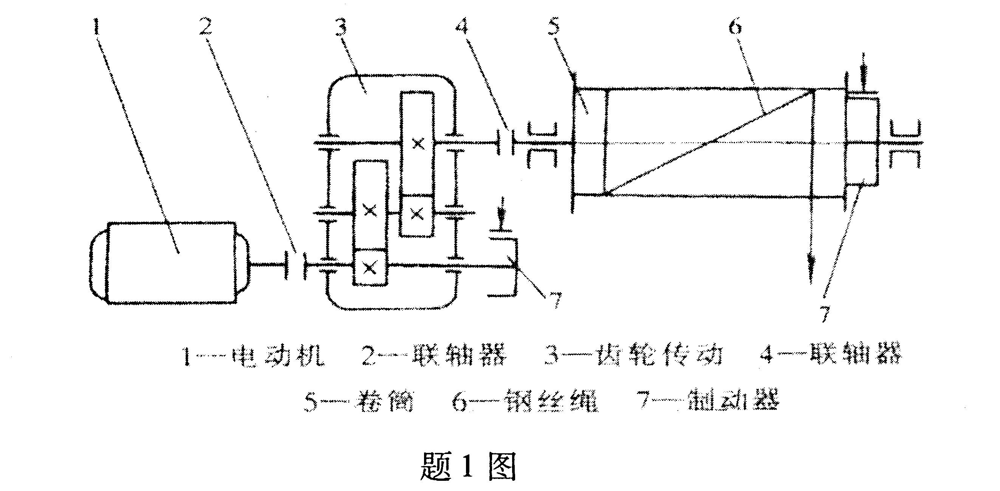 1 2 3 4 5 6
7
7
1—电动机 2—联轴器 3—齿轮传动 4—联轴器
5—卷筒 6—钢丝绳 7—制动器
题 1 图